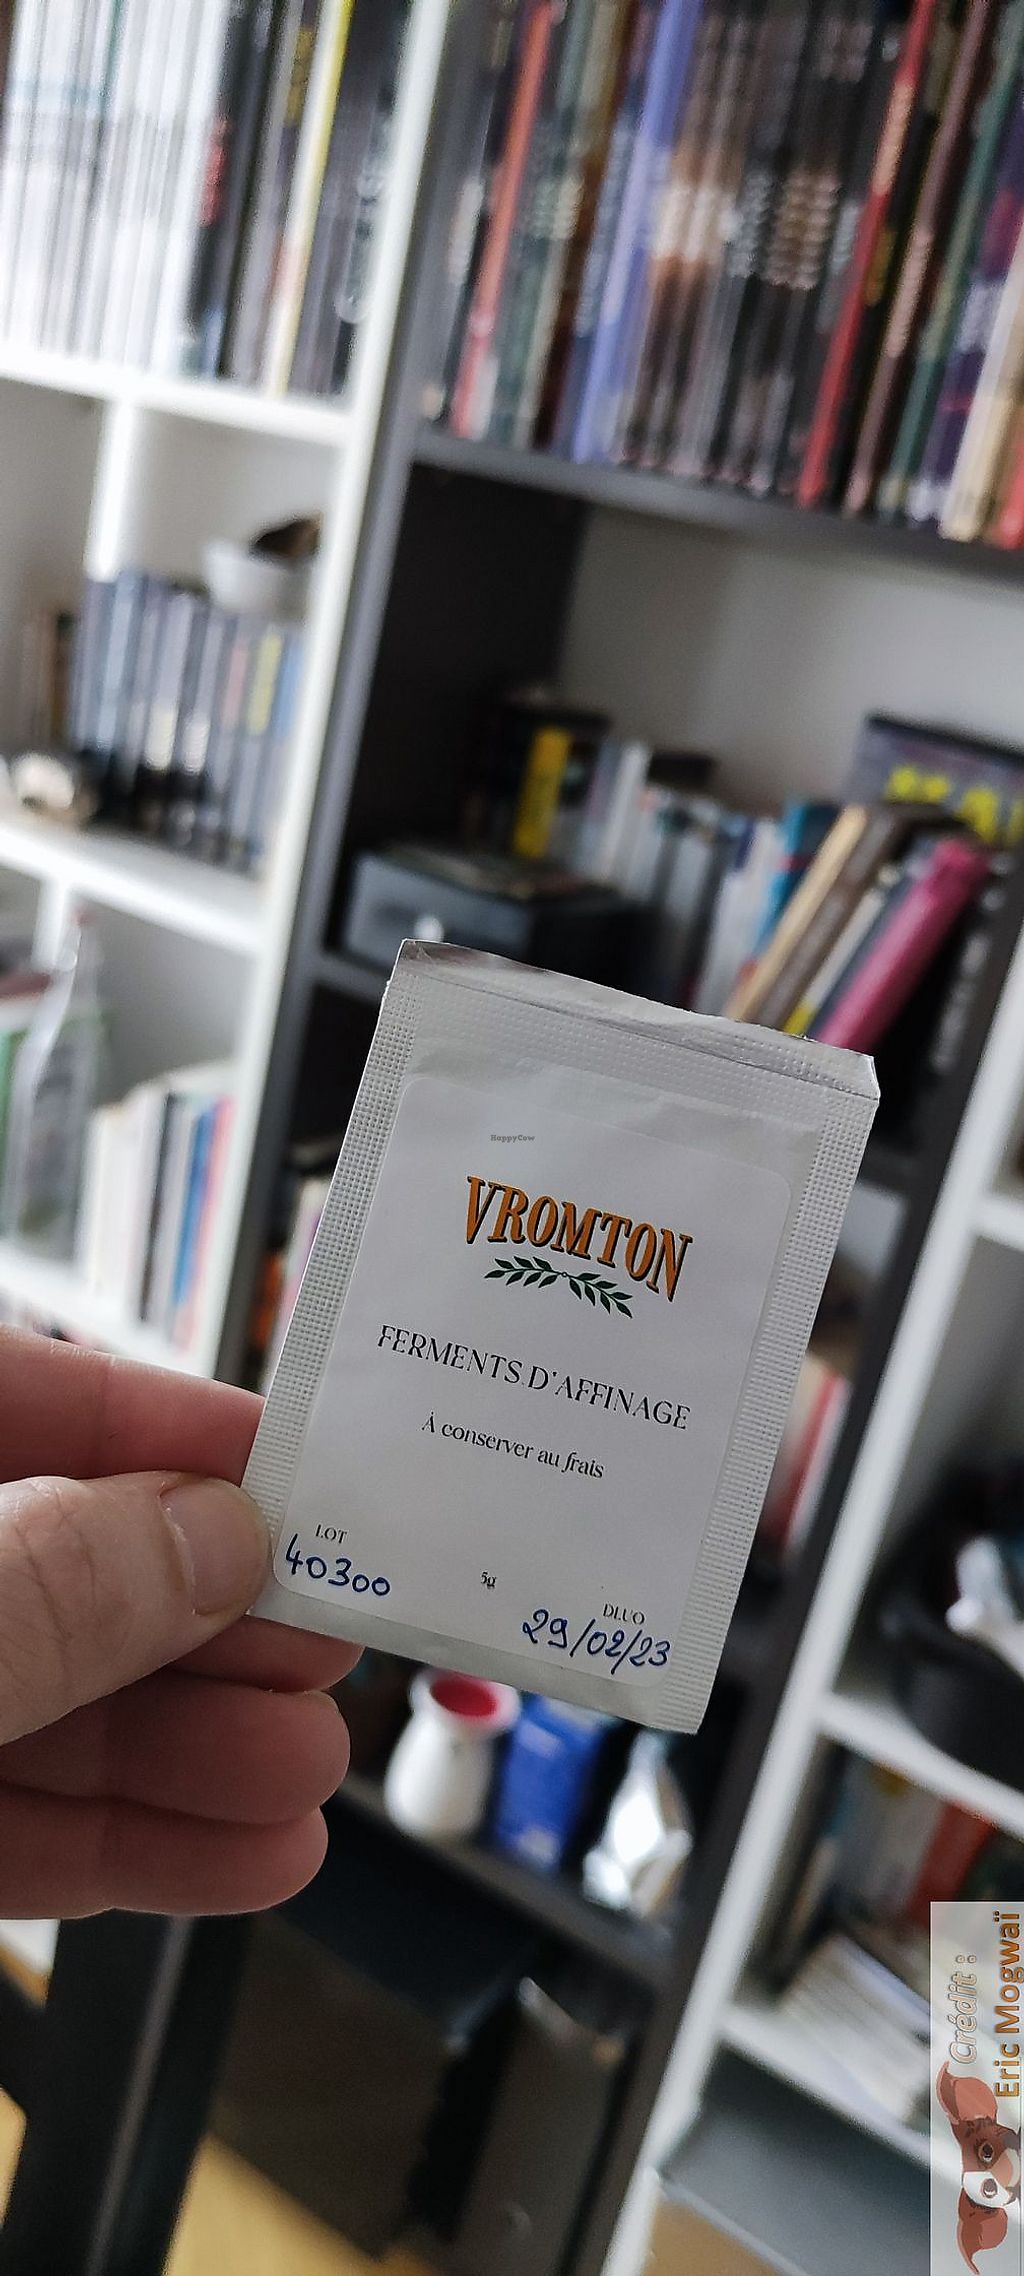 HappyCow
VROMTON
FERMENTS D'AFFINAGE
À conserver au frais
LOT
40300
5g
DLUO
29/02/23
Crédit :
Eric Mogwaï